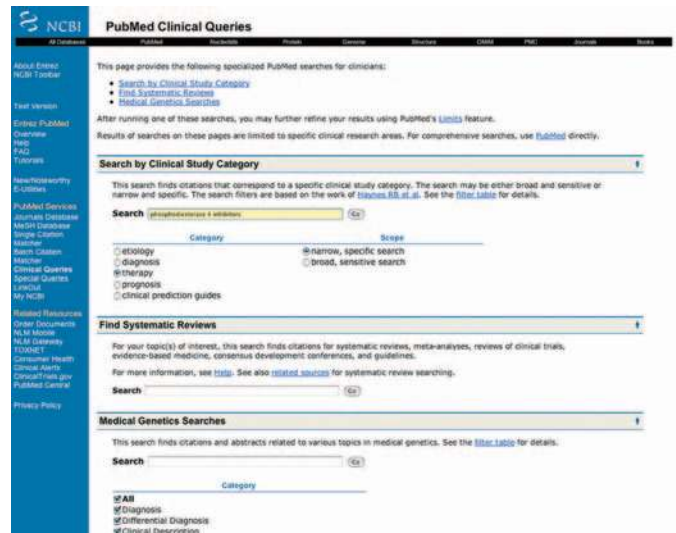 NCBI
PubMed Clinical Queries
All Databases PubMed Nucleotide Protein Genome Structure OMIM PMC Journals Books
About Entrez
NCBI Toolbar
Text Version
Entrez PubMed
Overview
Help
FAQ
Tutorials
New/Noteworthy
E-Utilities
PubMed Services
Journals Database
MeSH Database
Single Citation
Matcher
Batch Citation
Matcher
Clinical Queries
Special Queries
LinkOut
My NCBI
Related Resources
Order Documents
NLM Mobile
NLM Gateway
TOXNET
Consumer Health
Clinical Alerts
ClinicalTrials.gov
PubMed Central
Privacy Policy
This page provides the following specialized PubMed searches for clinicians:
Search by Clinical Study Category
Find Systematic Reviews
Medical Genetics Searches
After running one of these searches, you may further refine your results using PubMed's Limits feature.
Results of searches on these pages are limited to specific clinical research areas. For comprehensive searches, use PubMed directly.
Search by Clinical Study Category
This search finds citations that correspond to a specific clinical study category. The search may be either broad and sensitive or
narrow and specific. The search filters are based on the work of Haynes RB et al. See the filter table for details.
Search phosphodiesterase 4 inhibitors Go
Category Scope
etiology narrow, specific search
diagnosis broad, sensitive search
therapy
prognosis
clinical prediction guides
Find Systematic Reviews
For your topic(s) of interest, this search finds citations for systematic reviews, meta-analyses, reviews of clinical trials,
evidence-based medicine, consensus development conferences, and guidelines.
For more information, see Help. See also related sources for systematic review searching.
Search Go
Medical Genetics Searches
This search finds citations and abstracts related to various topics in medical genetics. See the filter table for details.
Search Go
Category
All
Diagnosis
Differential Diagnosis
Clinical Description